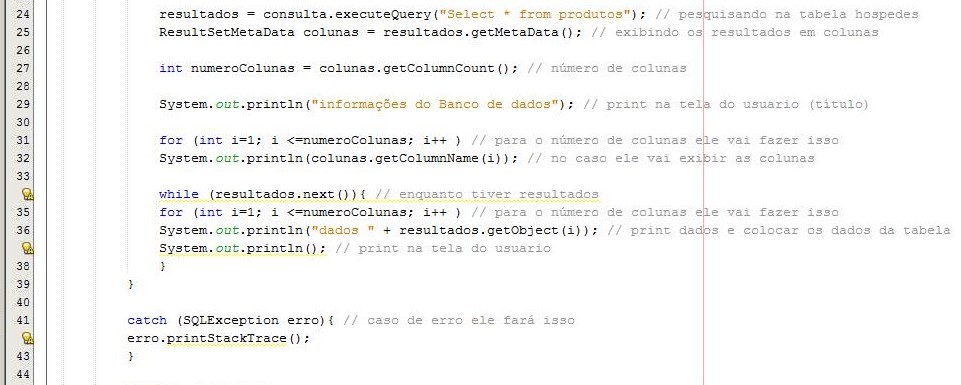 24 resultados = consulta.executeQuery("Select * from produtos"); // pesquisando na tabela hospedes
25 ResultSetMetaData colunas = resultados.getMetaData(); // exibindo os resultados em colunas
26
27 int numeroColunas = colunas.getColumnCount(); // número de colunas
28
29 System.out.println("informações do Banco de dados"); // print na tela do usuario (título)
30
31 for (int i=1; i <=numeroColunas; i++ ) // para o número de colunas ele vai fazer isso
32 System.out.println(colunas.getColumnName(i)); // no caso ele vai exibir as colunas
33
while (resultados.next()){ // enquanto tiver resultados
35 for (int i=1; i <=numeroColunas; i++ ) // para o número de colunas ele vai fazer isso
36 System.out.println("dados " + resultados.getObject(i)); // print dados e colocar os dados da tabela
System.out.println(); // print na tela do usuario
38 }
39 }
40
41 catch (SQLException erro){ // caso de erro ele fará isso
erro.printStackTrace();
43 }
44